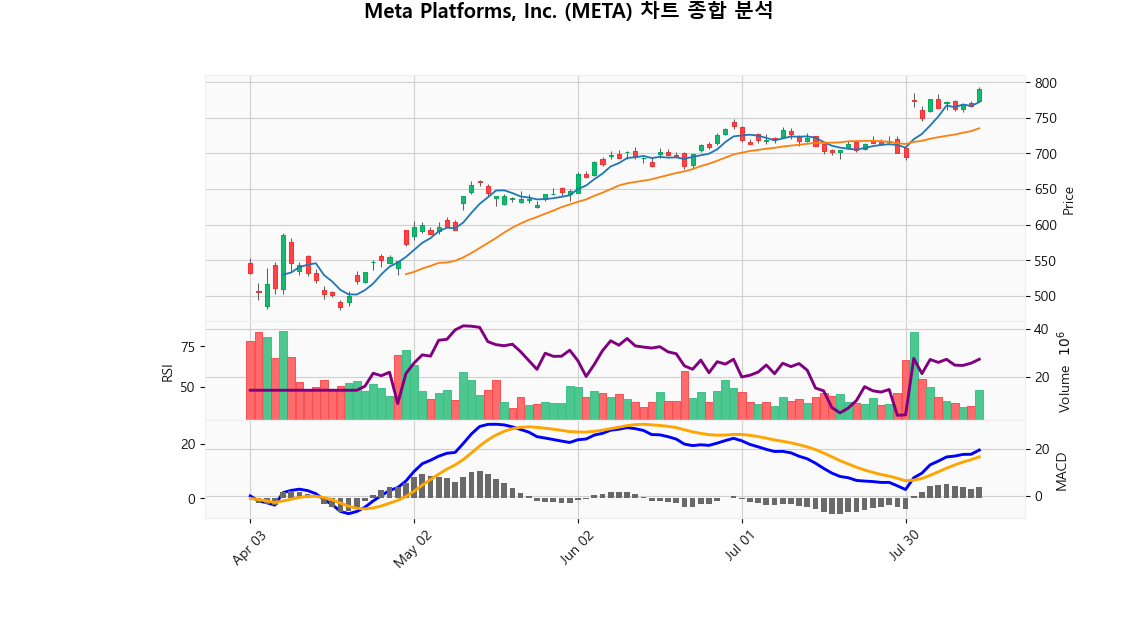 Meta Platforms, Inc. (META) 차트 종합 분석
800
750
700
650
600
550
500
Price
75
50
RSI
40
20
Volume 10⁶
20
0
20
0
MACD
Apr 03
May 02
Jun 02
Jul 01
Jul 30